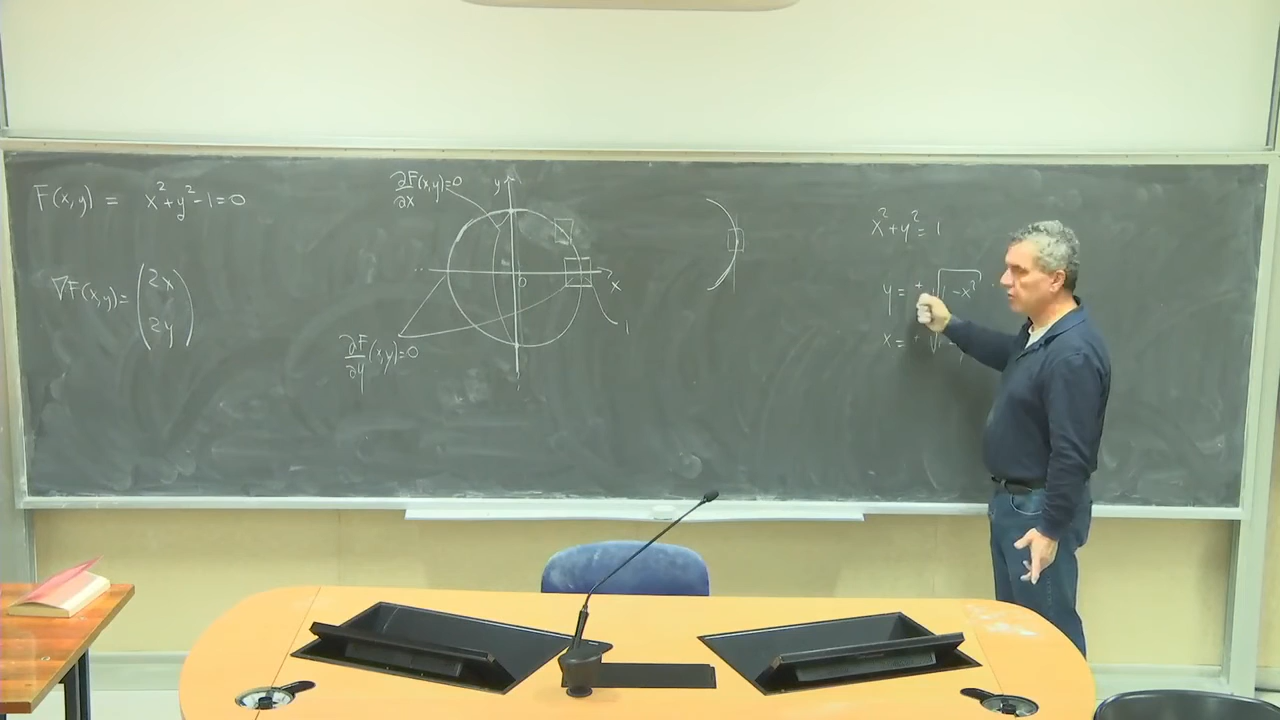 F(x,y) = x²+y²-1=0
∇F(x,y)= (2x
2y)
∂F/∂x (x,y)=0
y
0
x
1
∂F/∂y (x,y)=0
x²+y²=1
y = ± √1-x²
x =